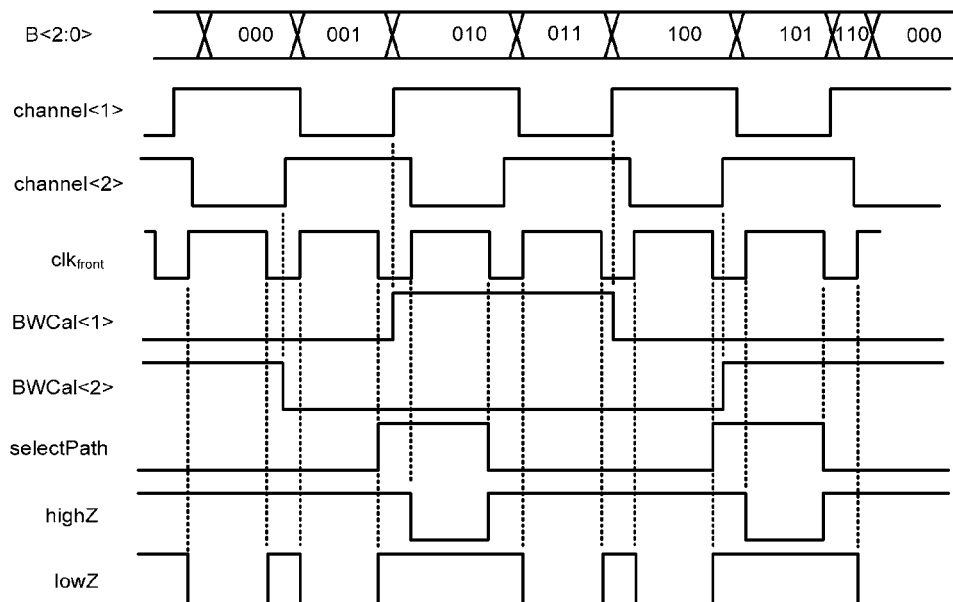 B<2:0> 000 001 010 011 100 101 110 000
channel<1>
channel<2>
clkfront
BWCal<1>
BWCal<2>
selectPath
highZ
lowZ